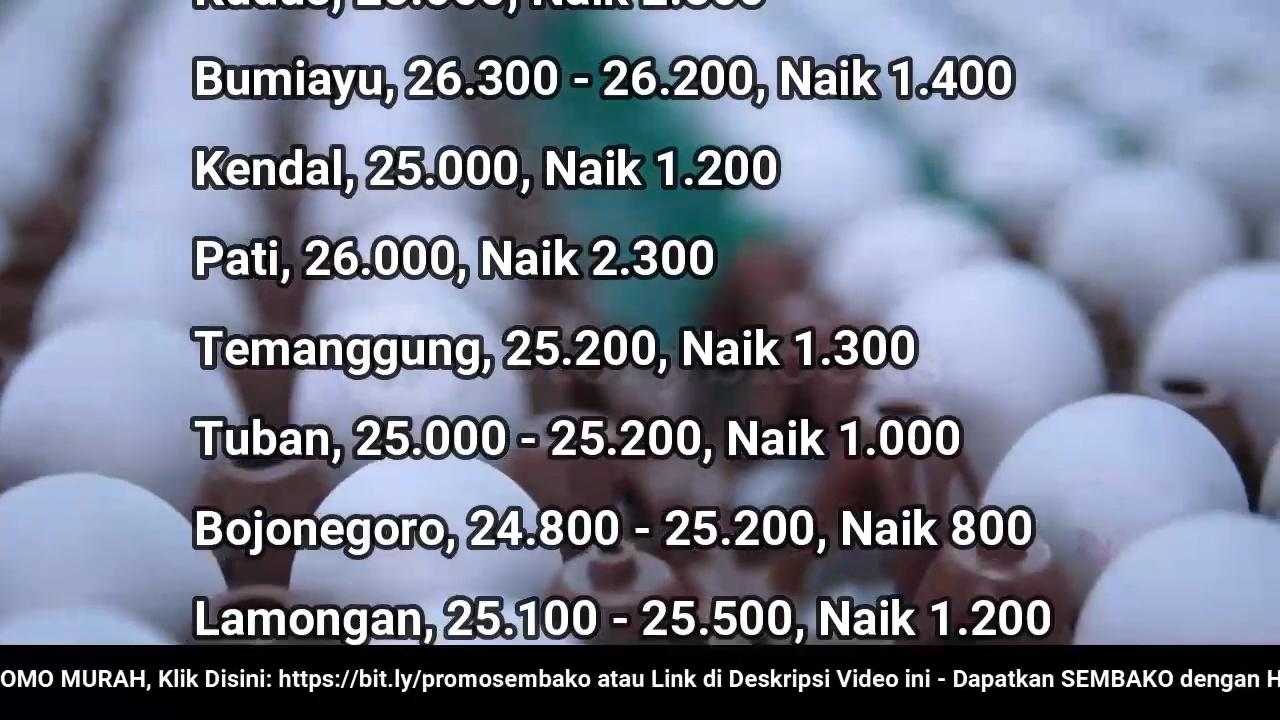 Bumiayu, 26.300 - 26.200, Naik 1.400
Kendal, 25.000, Naik 1.200
Pati, 26.000, Naik 2.300
Temanggung, 25.200, Naik 1.300
Tuban, 25.000 - 25.200, Naik 1.000
Bojonegoro, 24.800 - 25.200, Naik 800
Lamongan, 25.100 - 25.500, Naik 1.200
OMO MURAH, Klik Disini: https://bit.ly/promosembako atau Link di Deskripsi Video ini - Dapatkan SEMBAKO dengan H